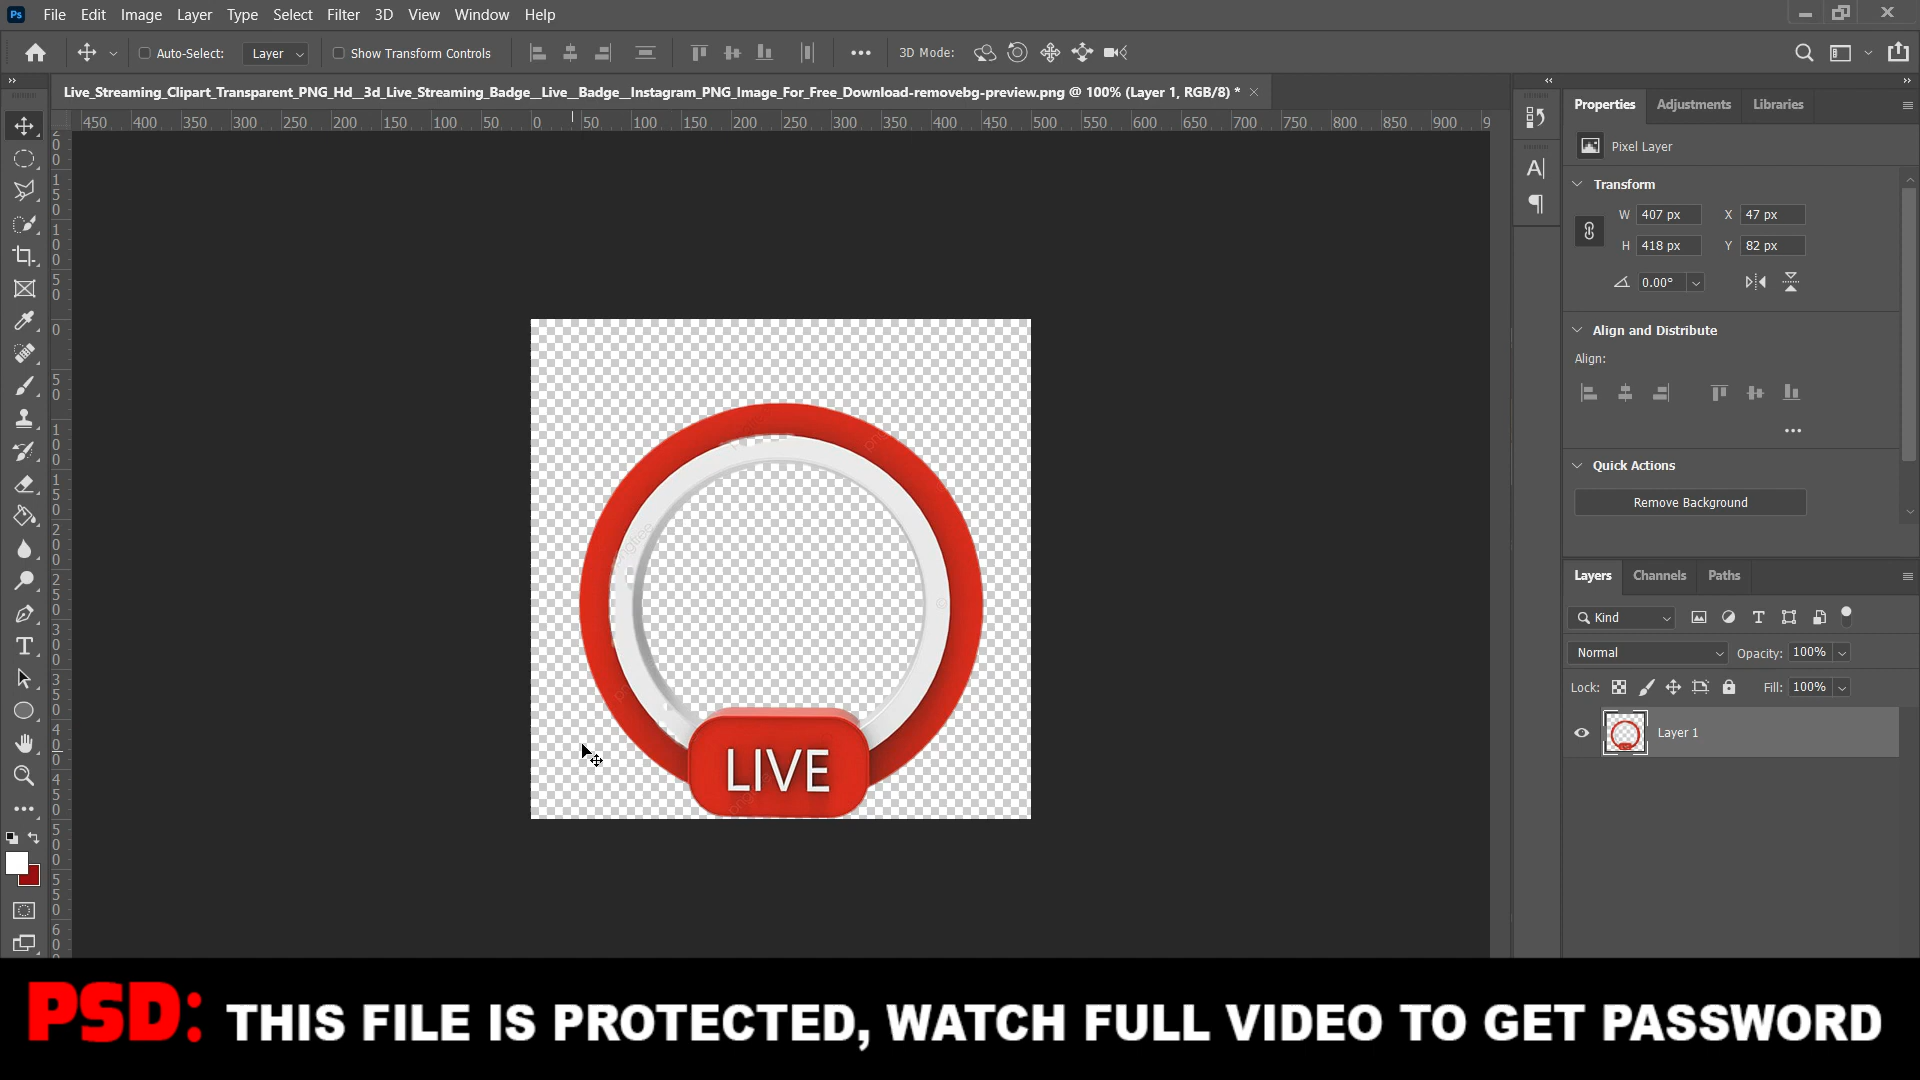 Ps File Edit Image Layer Type Select Filter 3D View Window Help
Auto-Select: Layer Show Transform Controls 3D Mode:
Live_Streaming_Clipart_Transparent_PNG_Hd__3d_Live_Streaming_Badge__Live__Badge__Instagram_PNG_Image_For_Free_Download-removebg-preview.png @ 100% (Layer 1, RGB/8) *
450 400 350 300 250 200 150 100 50 0 50 100 150 200 250 300 350 400 450 500 550 600 650 700 750 800 850 900 9
Properties Adjustments Libraries
Pixel Layer
Transform
W 407 px X 47 px
H 418 px Y 82 px
0.00°
Align and Distribute
Align:
Quick Actions
Remove Background
Layers Channels Paths
Kind
Normal Opacity: 100%
Lock: Fill: 100%
Layer 1
LIVE
PSD: THIS FILE IS PROTECTED, WATCH FULL VIDEO TO GET PASSWORD